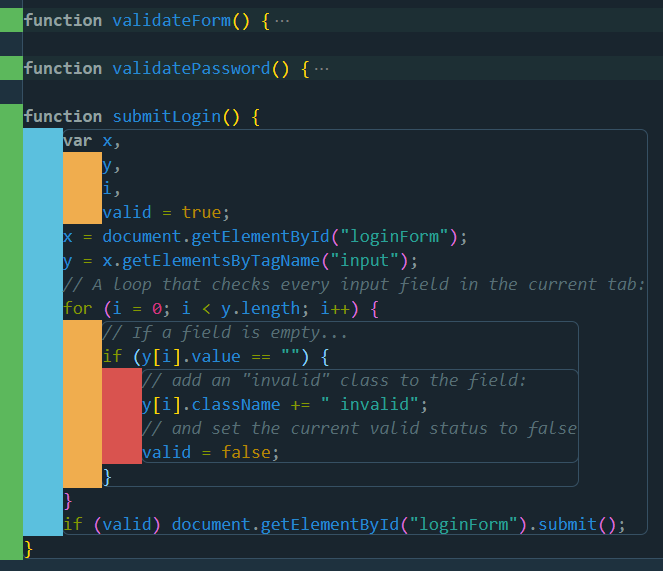 function validateForm() {···
function validatePassword() {···
function submitLogin() {
var x,
y,
i,
valid = true;
x = document.getElementById("loginForm");
y = x.getElementsByTagName("input");
// A loop that checks every input field in the current tab:
for (i = 0; i < y.length; i++) {
// If a field is empty...
if (y[i].value == "") {
// add an "invalid" class to the field:
y[i].className += " invalid";
// and set the current valid status to false
valid = false;
}
}
if (valid) document.getElementById("loginForm").submit();
}